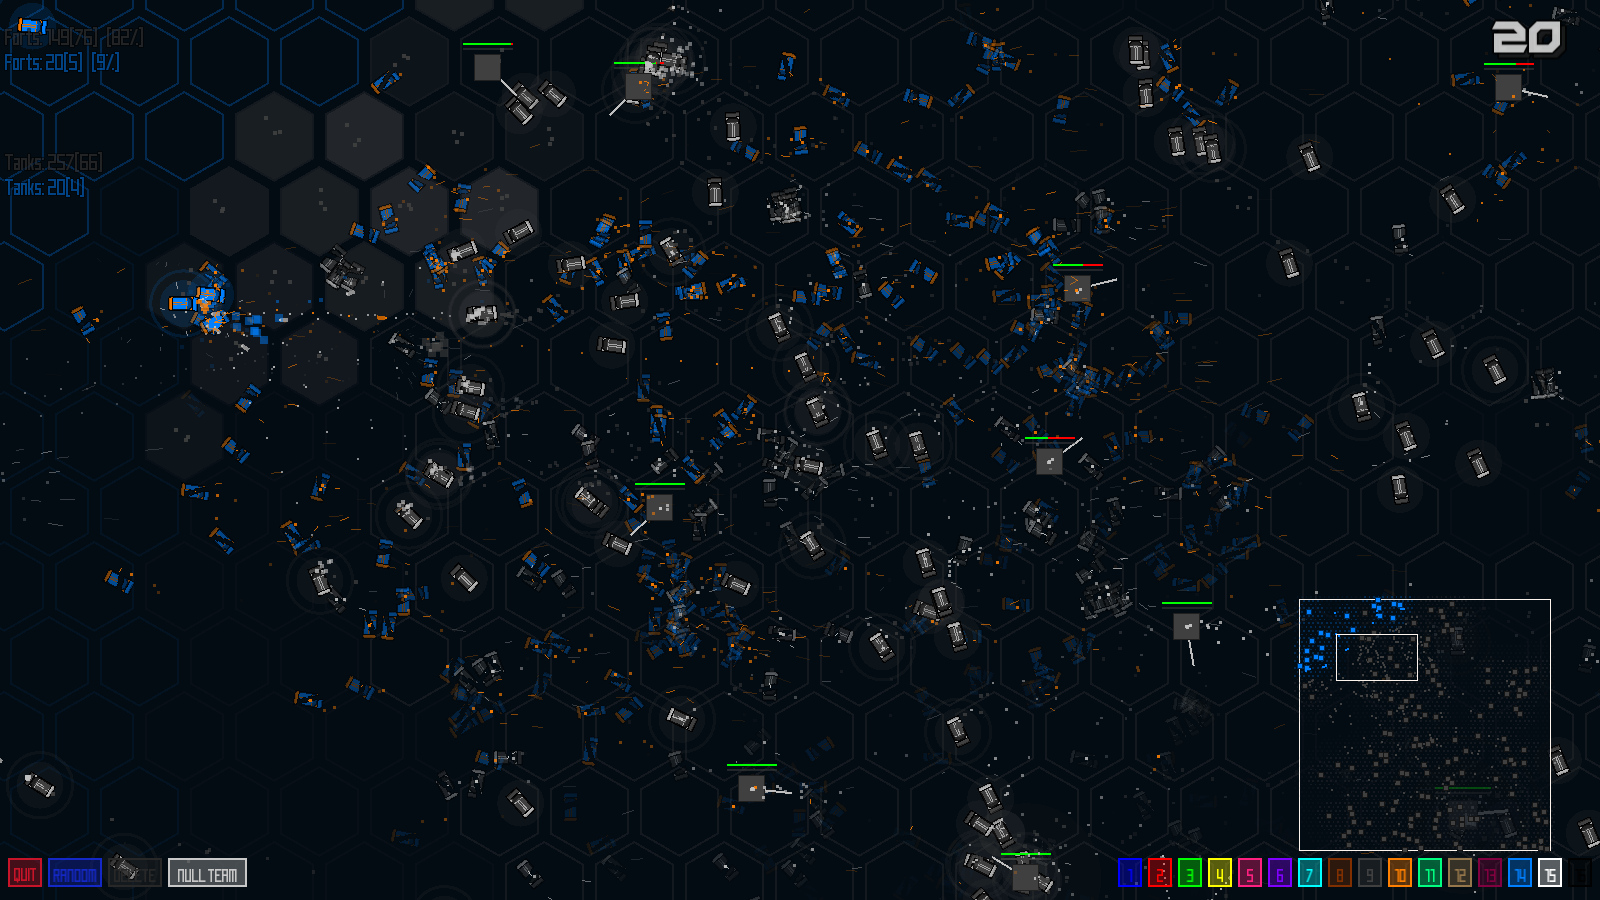 20
Forts: 149[76] [82%]
Forts: 20[5] [9%]
Tanks: 257[66]
Tanks: 20[4]
QUIT
RANDOM
NULL TEAM
1 2 3 4 5 6 7 8 9 10 11 12 13 14 15